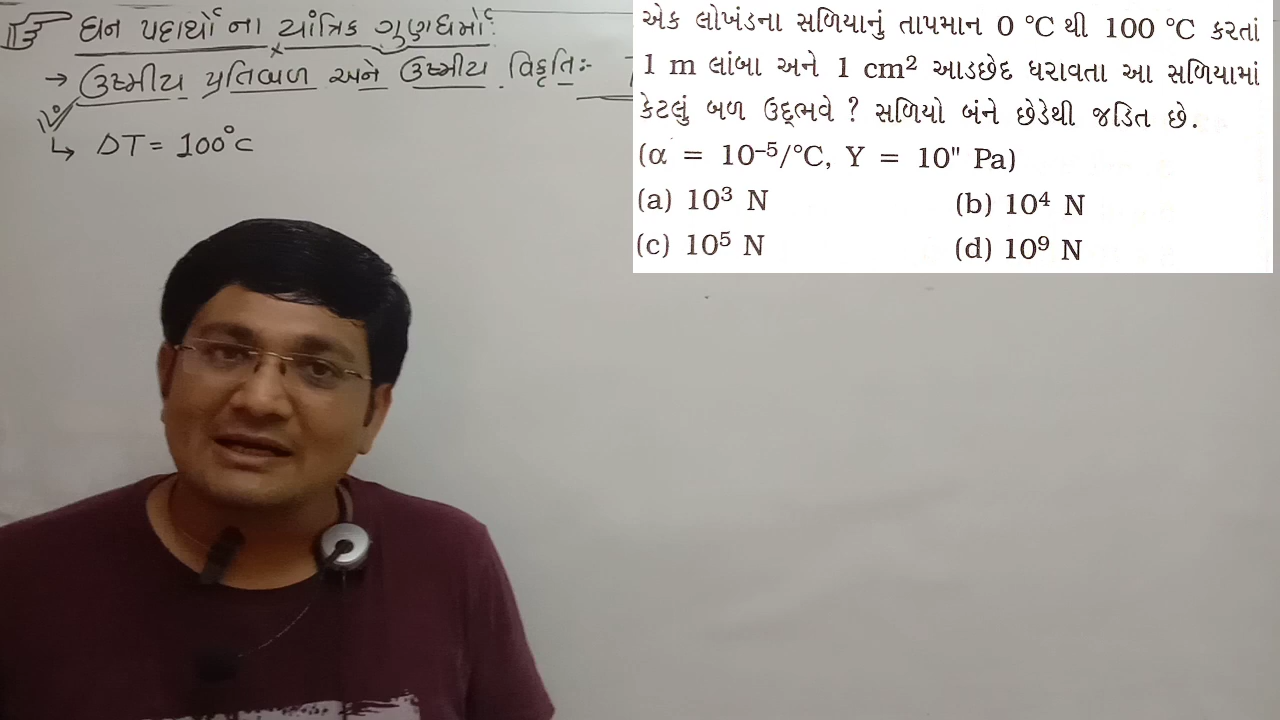 ઘન પદાર્થોના યાંત્રિક ગુણધર્મો:
→ ઉષ્મીય પ્રતિબળ અને ઉષ્મીય વિકૃતિ:-
↳ ΔT = 100°C
એક લોખંડના સળિયાનું તાપમાન 0 °C થી 100 °C કરતાં
1 m લાંબા અને 1 cm² આડછેદ ધરાવતા આ સળિયામાં
કેટલું બળ ઉદ્ભવે ? સળિયો બંને છેડેથી જડિત છે.
(α = 10⁻⁵/°C, Y = 10" Pa)
(a) 10³ N (b) 10⁴ N
(c) 10⁵ N (d) 10⁹ N